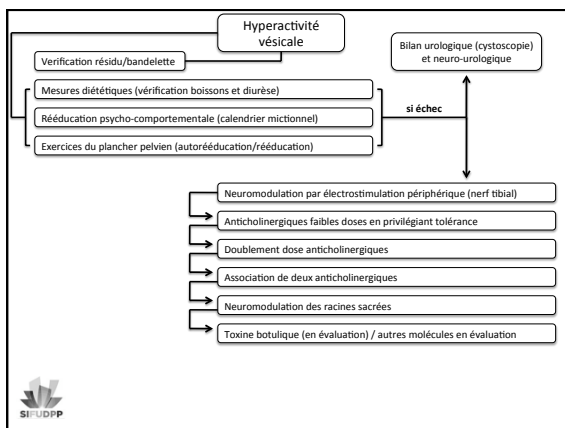 Hyperactivité
vésicale
Bilan urologique (cystoscopie)
et neuro-urologique
Vérification résidu/bandelette
Mesures diététiques (vérification boissons et diurèse)
Rééducation psycho-comportementale (calendrier mictionnel)
si échec
Exercices du plancher pelvien (autorééducation/rééducation)
Neuromodulation par électrostimulation périphérique (nerf tibial)
Anticholinergiques faibles doses en privilégiant tolérance
Doublement dose anticholinergiques
Association de deux anticholinergiques
Neuromodulation des racines sacrées
Toxine botulique (en évaluation) / autres molécules en évaluation
SIFUDPP